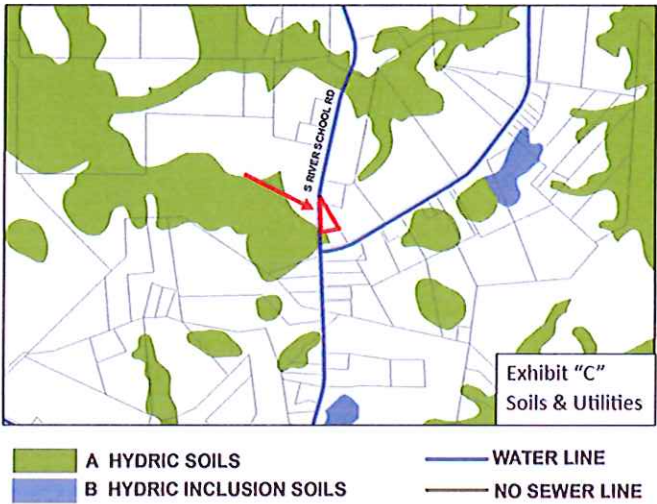 S RIVER SCHOOL RD
Exhibit "C"
Soils & Utilities
A HYDRIC SOILS
WATER LINE
B HYDRIC INCLUSION SOILS
NO SEWER LINE